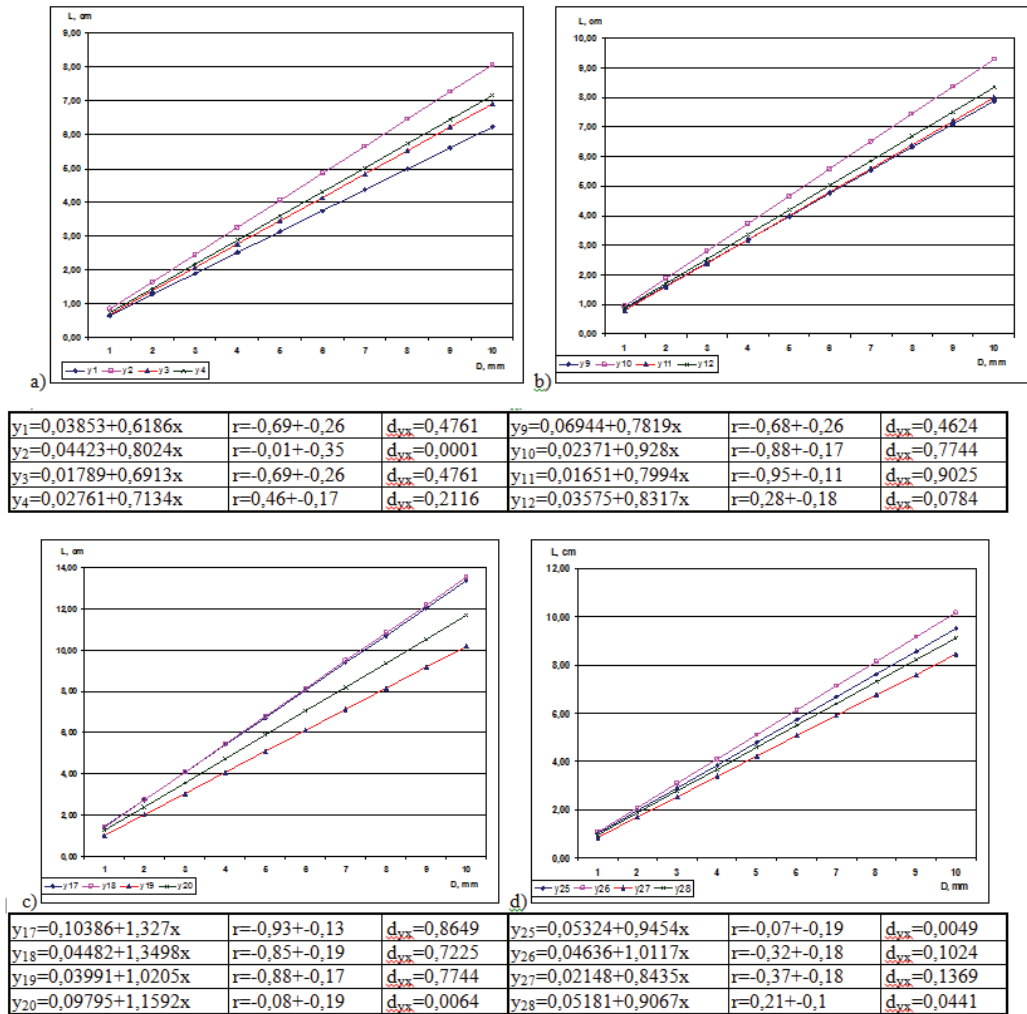 L, cm
9,00
8,00
7,00
6,00
5,00
4,00
3,00
2,00
1,00
0,00
1 2 3 4 5 6 7 8 9 10
D, mm
y1 y2 y3 y4
a)
L, cm
10,00
9,00
8,00
7,00
6,00
5,00
4,00
3,00
2,00
1,00
0,00
1 2 3 4 5 6 7 8 9 10
D, mm
y9 y10 y11 y12
b)
y₁=0,03853+0,6186x r=-0,69+-0,26 dyx=0,4761 y₉=0,06944+0,7819x r=-0,68+-0,26 dyx=0,4624
y₂=0,04423+0,8024x r=-0,01+-0,35 dyx=0,0001 y₁₀=0,02371+0,928x r=-0,88+-0,17 dyx=0,7744
y₃=0,01789+0,6913x r=-0,69+-0,26 dyx=0,4761 y₁₁=0,01651+0,7994x r=-0,95+-0,11 dyx=0,9025
y₄=0,02761+0,7134x r=0,46+-0,17 dyx=0,2116 y₁₂=0,03575+0,8317x r=0,28+-0,18 dyx=0,0784
L, cm
14,00
12,00
10,00
8,00
6,00
4,00
2,00
0,00
1 2 3 4 5 6 7 8 9 10
D, mm
y17 y18 y19 y20
c)
L, cm
12,00
10,00
8,00
6,00
4,00
2,00
0,00
1 2 3 4 5 6 7 8 9 10
D, mm
y25 y26 y27 y28
d)
y₁₇=0,10386+1,327x r=-0,93+-0,13 dyx=0,8649 y₂₅=0,05324+0,9454x r=-0,07+-0,19 dyx=0,0049
y₁₈=0,04482+1,3498x r=-0,85+-0,19 dyx=0,7225 y₂₆=0,04636+1,0117x r=-0,32+-0,18 dyx=0,1024
y₁₉=0,03991+1,0205x r=-0,88+-0,17 dyx=0,7744 y₂₇=0,02148+0,8435x r=-0,37+-0,18 dyx=0,1369
y₂₀=0,09795+1,1592x r=-0,08+-0,19 dyx=0,0064 y₂₈=0,05181+0,9067x r=0,21+-0,1 dyx=0,0441